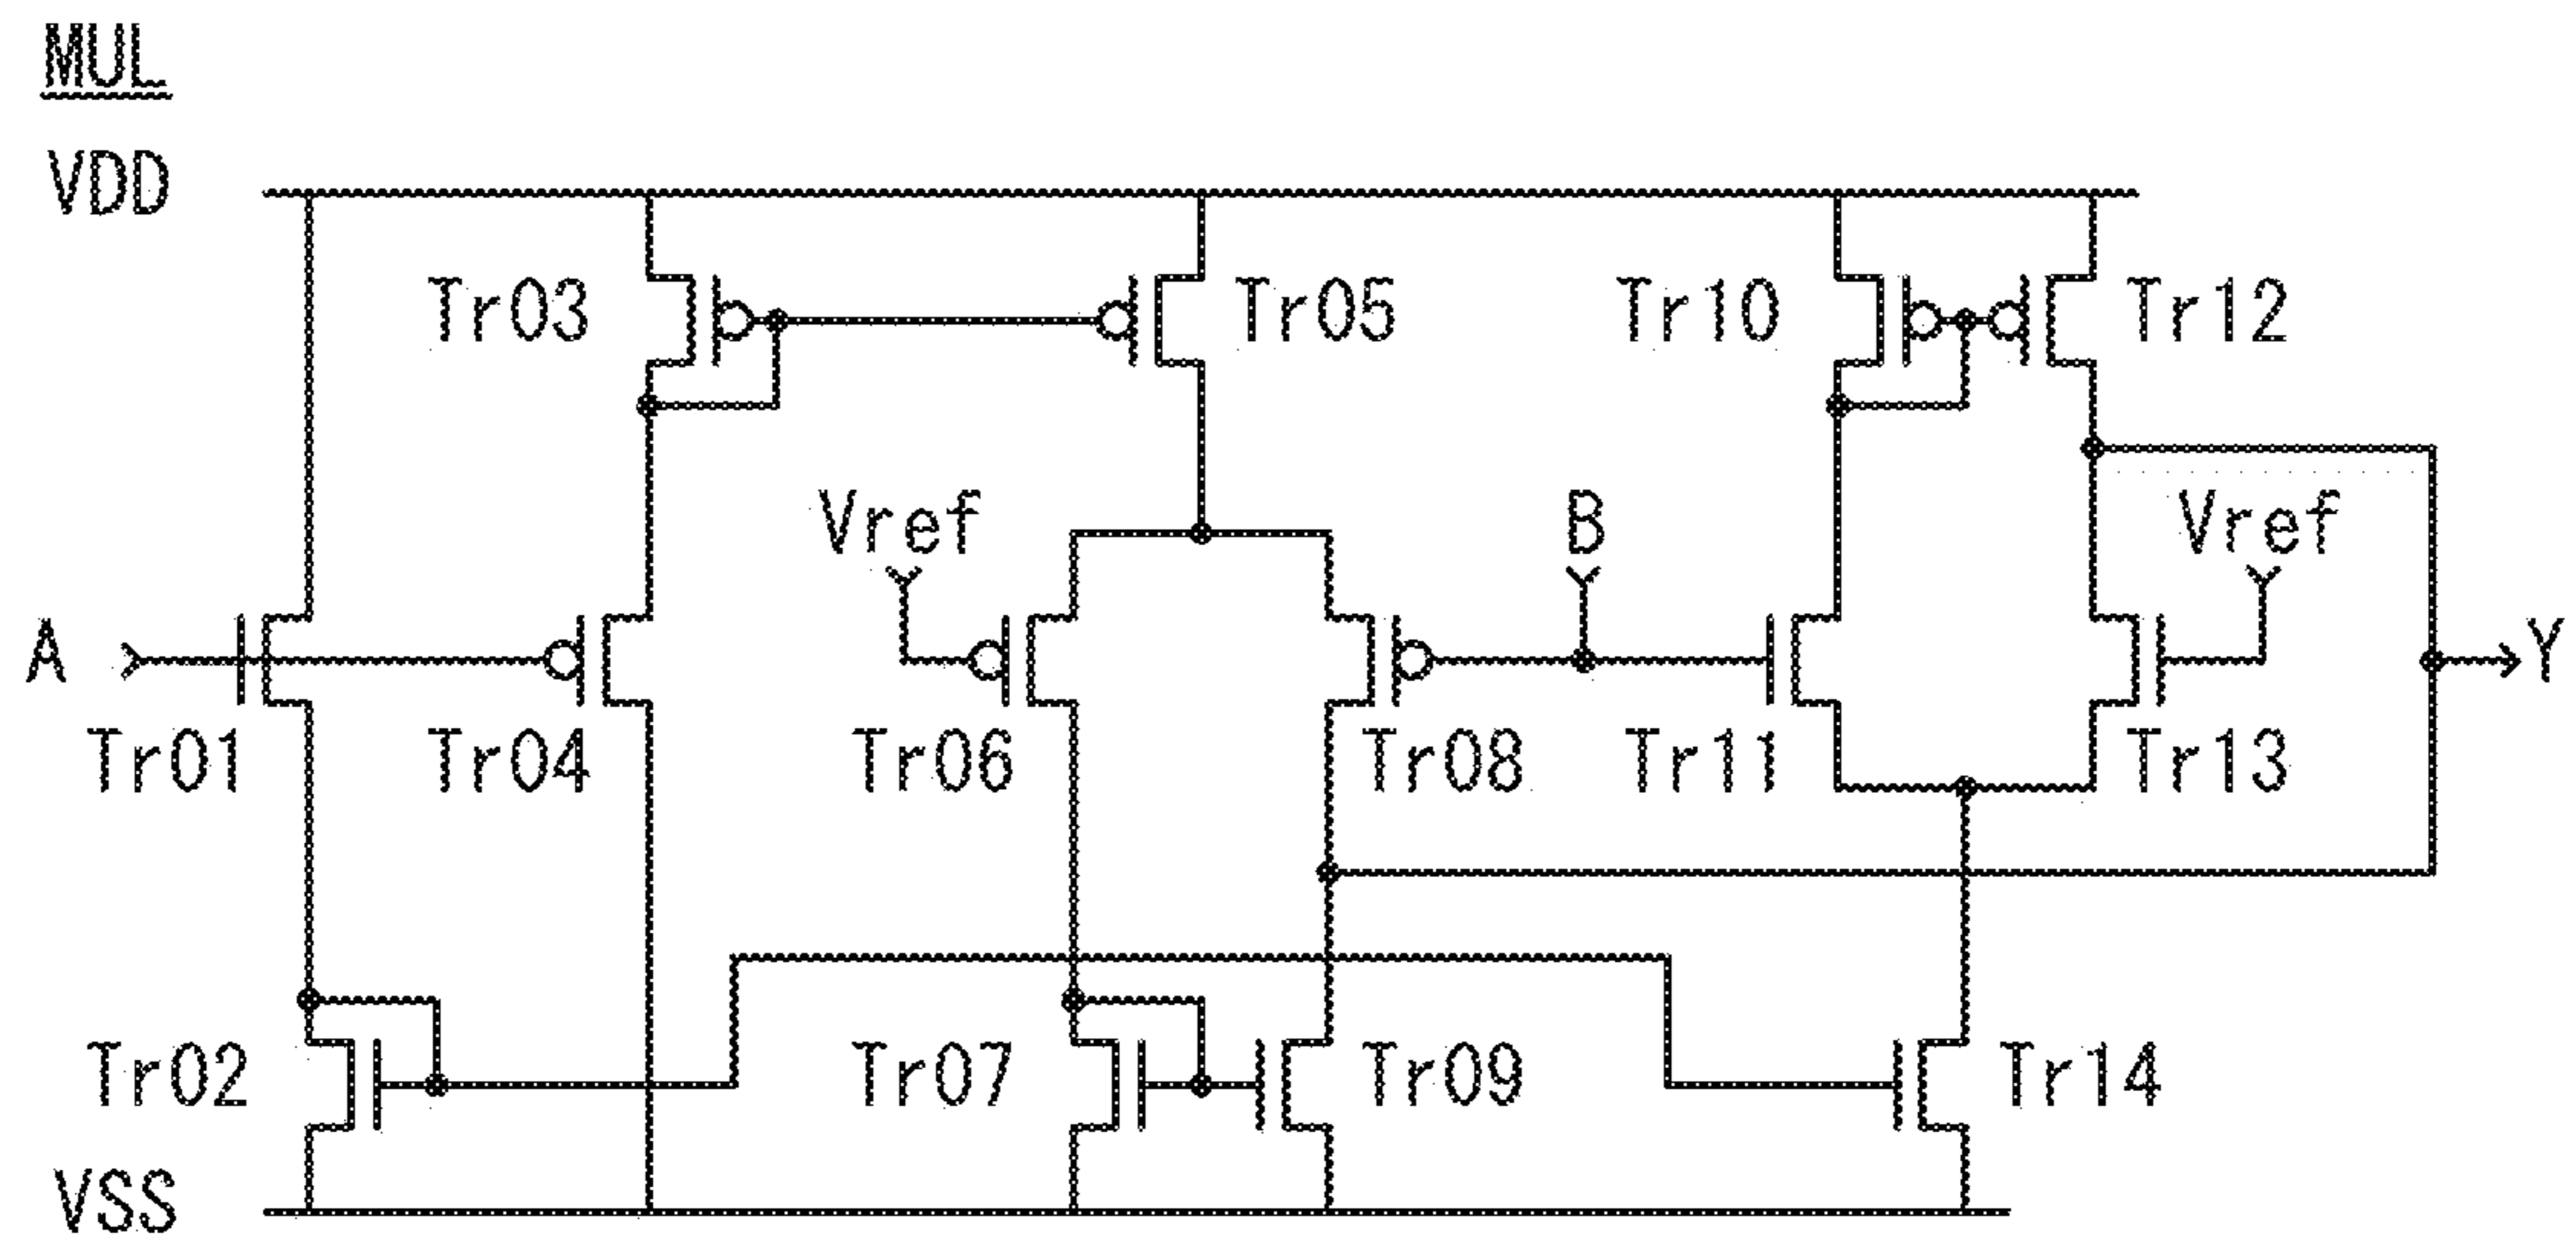 MUL
VDD
Tr03
Tr05
Tr10
Tr12
Vref
B
Vref
A
Y
Tr01
Tr04
Tr06
Tr08
Tr11
Tr13
Tr02
Tr07
Tr09
Tr14
VSS